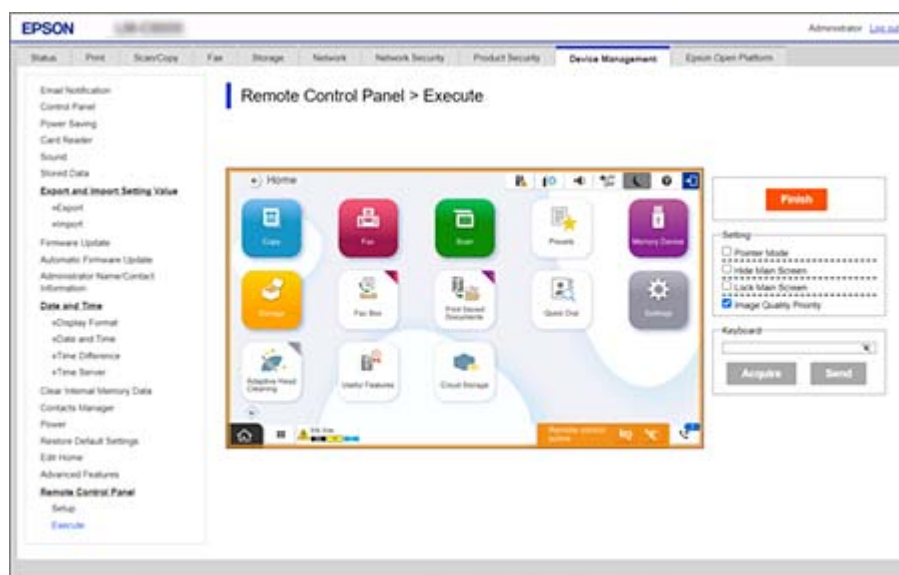 EPSON
Administrator Log out
Status Print Scan/Copy Fax Storage Network Network Security Product Security Device Management Epson Open Platform
Email Notification
Control Panel
Power Saving
Card Reader
Sound
Stored Data
Export and Import Setting Value
»Export
»Import
Firmware Update
Automatic Firmware Update
Administrator Name/Contact
Information
Date and Time
»Display Format
»Date and Time
»Time Difference
»Time Server
Clear Internal Memory Data
Contacts Manager
Power
Restore Default Settings
Edit Home
Advanced Features
Remote Control Panel
Setup
Execute
Remote Control Panel > Execute
Home
Copy Fax Scan Presets Memory Device
Storage Fax Box Print Saved
Documents Quick Dial Settings
Adaptive Head
Cleaning Useful Features Cloud Storage
Remote control
active
Finish
Setting
Pointer Mode
Hide Main Screen
Lock Main Screen
Image Quality Priority
Keyboard
Acquire Send